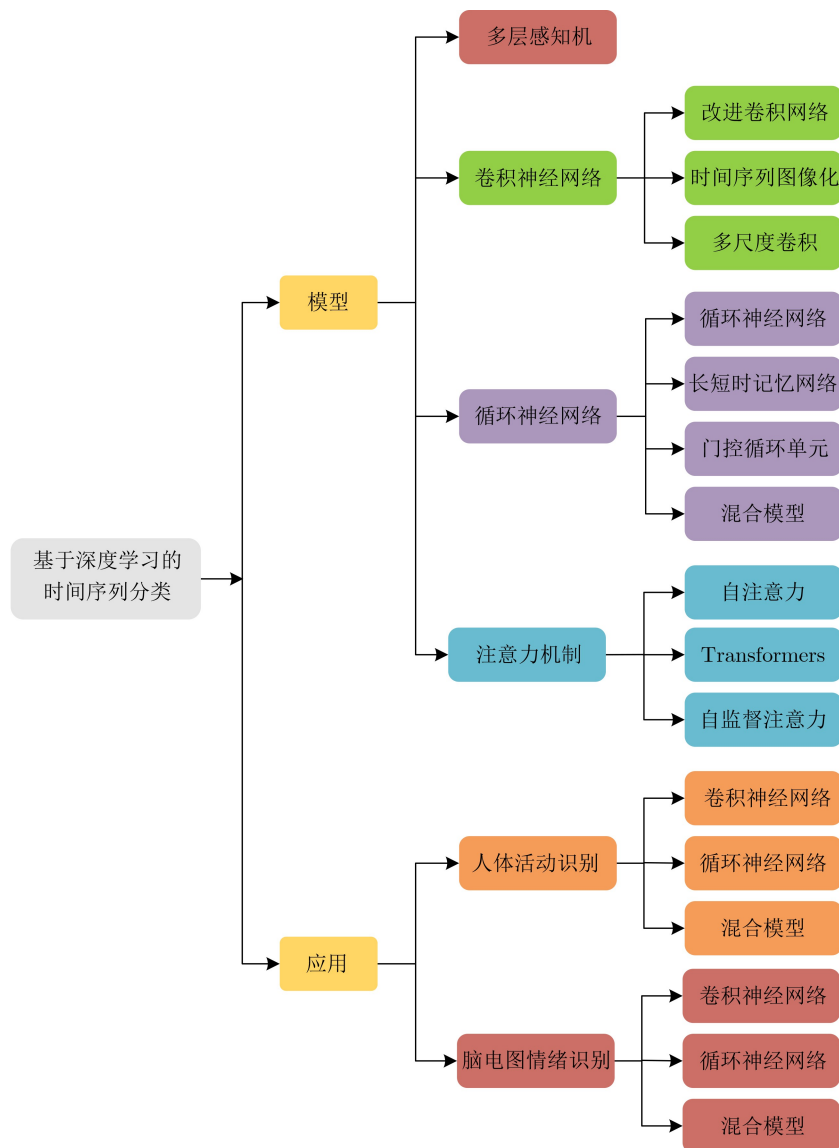 多层感知机
改进卷积网络
卷积神经网络
时间序列图像化
多尺度卷积
模型
循环神经网络
长短时记忆网络
循环神经网络
门控循环单元
混合模型
基于深度学习的
时间序列分类
自注意力
注意力机制
Transformers
自监督注意力
卷积神经网络
人体活动识别
循环神经网络
混合模型
应用
卷积神经网络
脑电图情绪识别
循环神经网络
混合模型